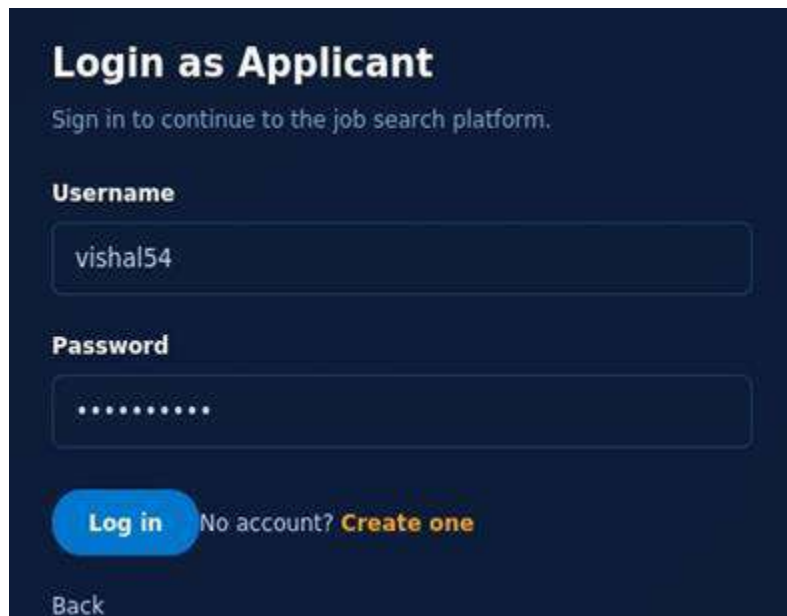 Login as Applicant
Sign in to continue to the job search platform.
Username
vishal54
Password
••••••••••
Log in No account? Create one
Back